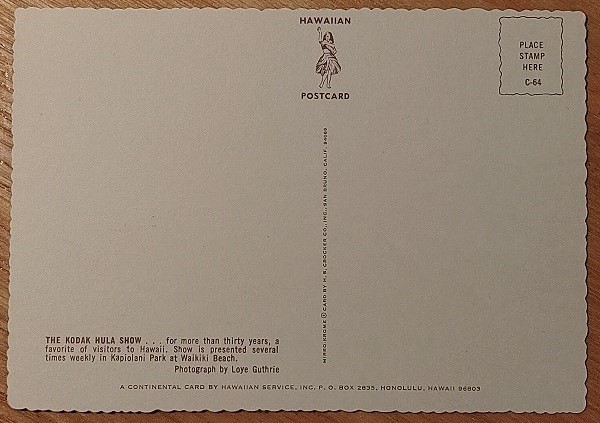 HAWAIIAN
POSTCARD
PLACE
STAMP
HERE
C-64
MIRRO-KROME ® CARD BY H. S. CROCKER CO., INC., SAN BRUNO, CALIF. 94066
THE KODAK HULA SHOW . . . for more than thirty years, a
favorite of visitors to Hawaii. Show is presented several
times weekly in Kapiolani Park at Waikiki Beach.
Photograph by Loye Guthrie
A CONTINENTAL CARD BY HAWAIIAN SERVICE, INC. P. O. BOX 2835, HONOLULU, HAWAII 96803